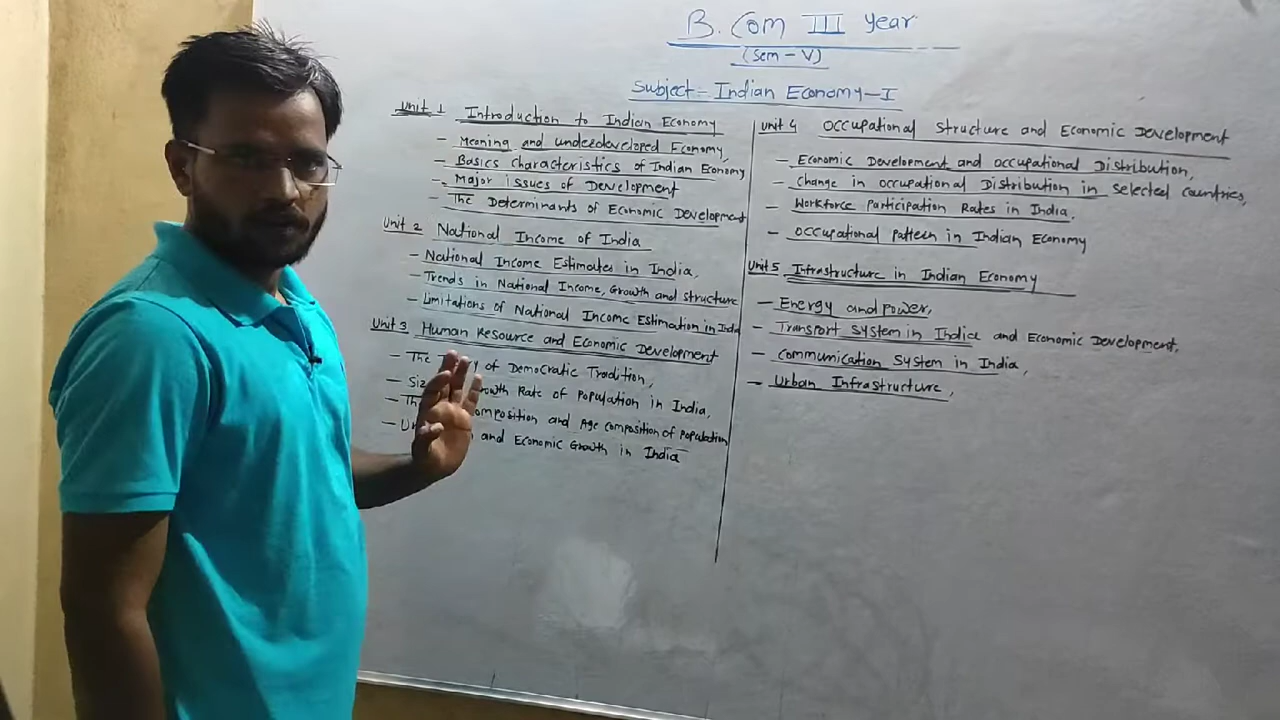 B. Com III Year
(Sem - V)
Subject - Indian Economy - I
Unit 1 Introduction to Indian Economy
- Meaning and underdeveloped Economy,
- Basics characteristics of Indian Economy
- Major issues of Development
- The Determinants of Economic Development
Unit 2 National Income of India
- National Income Estimates in India,
- Trends in National Income, Growth and structure
- Limitations of National Income Estimation in India
Unit 3 Human Resource and Economic Development
- The of Democratic Tradition,
- Rate of Population in India,
- and Age composition of population
- and Economic Growth in India
Unit 4 Occupational Structure and Economic Development
- Economic Development and occupational Distribution,
- Change in occupational Distribution in selected countries,
- Workforce Participation Rates in India.
- occupational pattern in Indian Economy
Unit 5 Infrastructure in Indian Economy
- Energy and power,
- Transport System in India and Economic Development,
- Communication System in India,
- Urban Infrastructure,